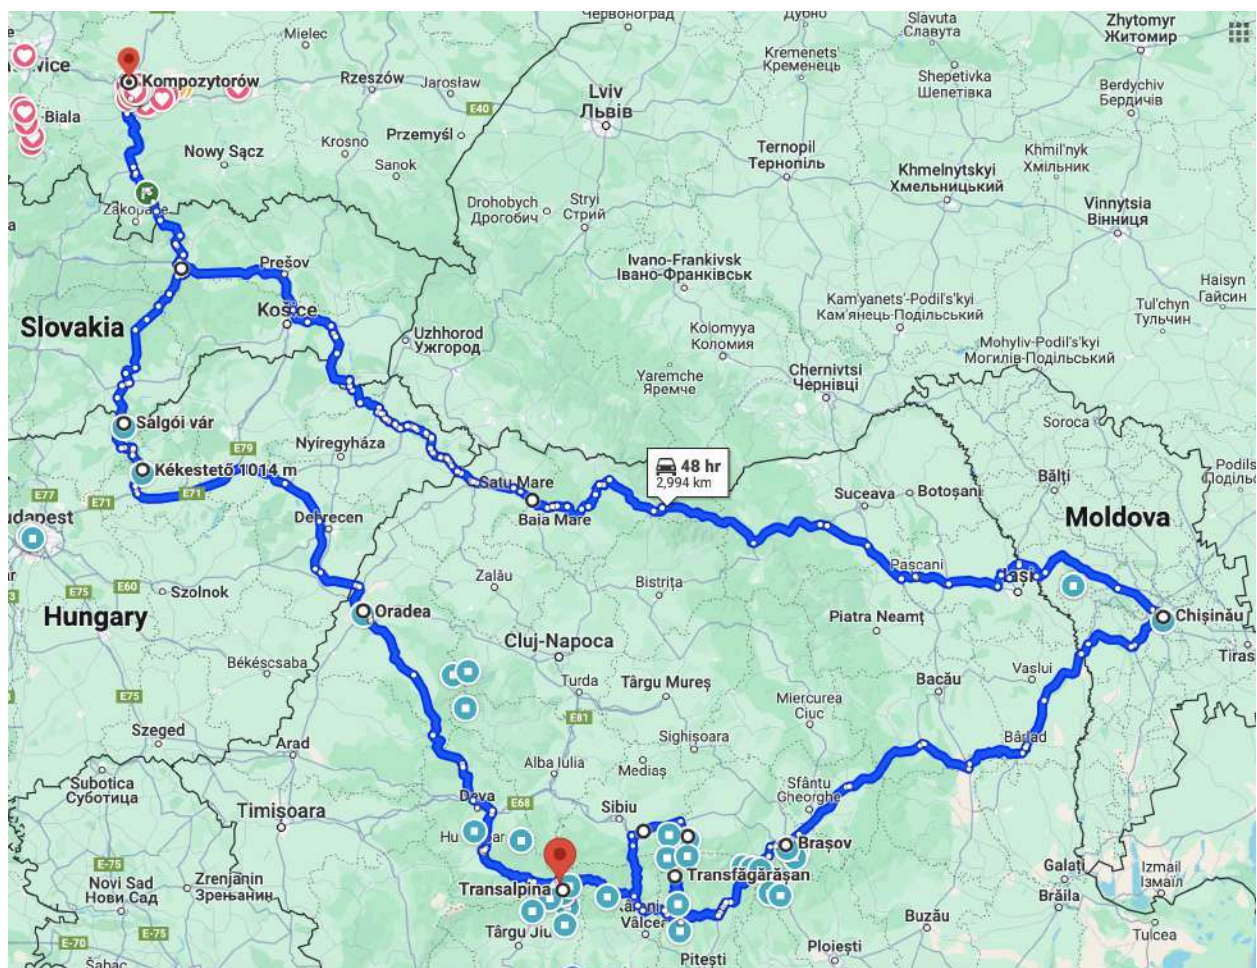 Червоноград
Mielec
Kompozytorów
Rzeszów
Jarosław
E40
Biala
Przemyśl
Krosno
Nowy Sącz
Sanok
Zakopane
Дубно
Kremenets
Кременець
Slavuta
Славута
Zhytomyr
Житомир
Shepetivka
Шепетівка
Berdychiv
Бердичів
Lviv
Львів
Ternopil
Тернопіль
Khmelnytskyi
Хмельницький
Khmil'nyk
Хмільник
Drohobych
Дрогобич
Stryi
Стрий
Vinnytsia
Вінниця
Ivano-Frankivsk
Івано-Франківськ
Haisyn
Гайсин
Kam'yanets'-Podil's'kyi
Кам'янець-Подільський
Tul'chyn
Тульчин
Prešov
Košice
Slovakia
Uzhhorod
Ужгород
Kolomyya
Коломия
Mohyliv-Podil's'kyi
Могилів-Подільський
Yaremche
Яремче
Chernivtsi
Чернівці
Salgói vár
E79
Nyíregyháza
Kékestető 1014 m
E77
E71
E71
Budapest
Debrecen
Satu Mare
Baia Mare
48 hr
2,994 km
Suceava
Botoșani
Soroca
Bălți
Moldova
Pașcani
Iași
Chișinău
E75
E60
Szolnok
Hungary
Zalău
Bistrița
Oradea
Piatra Neamț
Cluj-Napoca
Békéscsaba
Turda
Târgu Mureș
Bacău
Vaslui
E75
E81
Miercurea
Ciuc
Szeged
Arad
Sighișoara
Bârlad
Alba Iulia
Mediaș
Subotica
Суботица
Timișoara
Deva
E68
Sibiu
Sfântu
Gheorghe
Brașov
E-75
Transalpina
Transfăgărășan
Galați
Izmail
Ізмаїл
Novi Sad
Нови Сад
Zrenjanin
Зрењанин
Vâlcea
Brăila
Târgu Jiu
Buzău
Tulcea
E-70
E-75
Šabac
Pitești
Ploiești